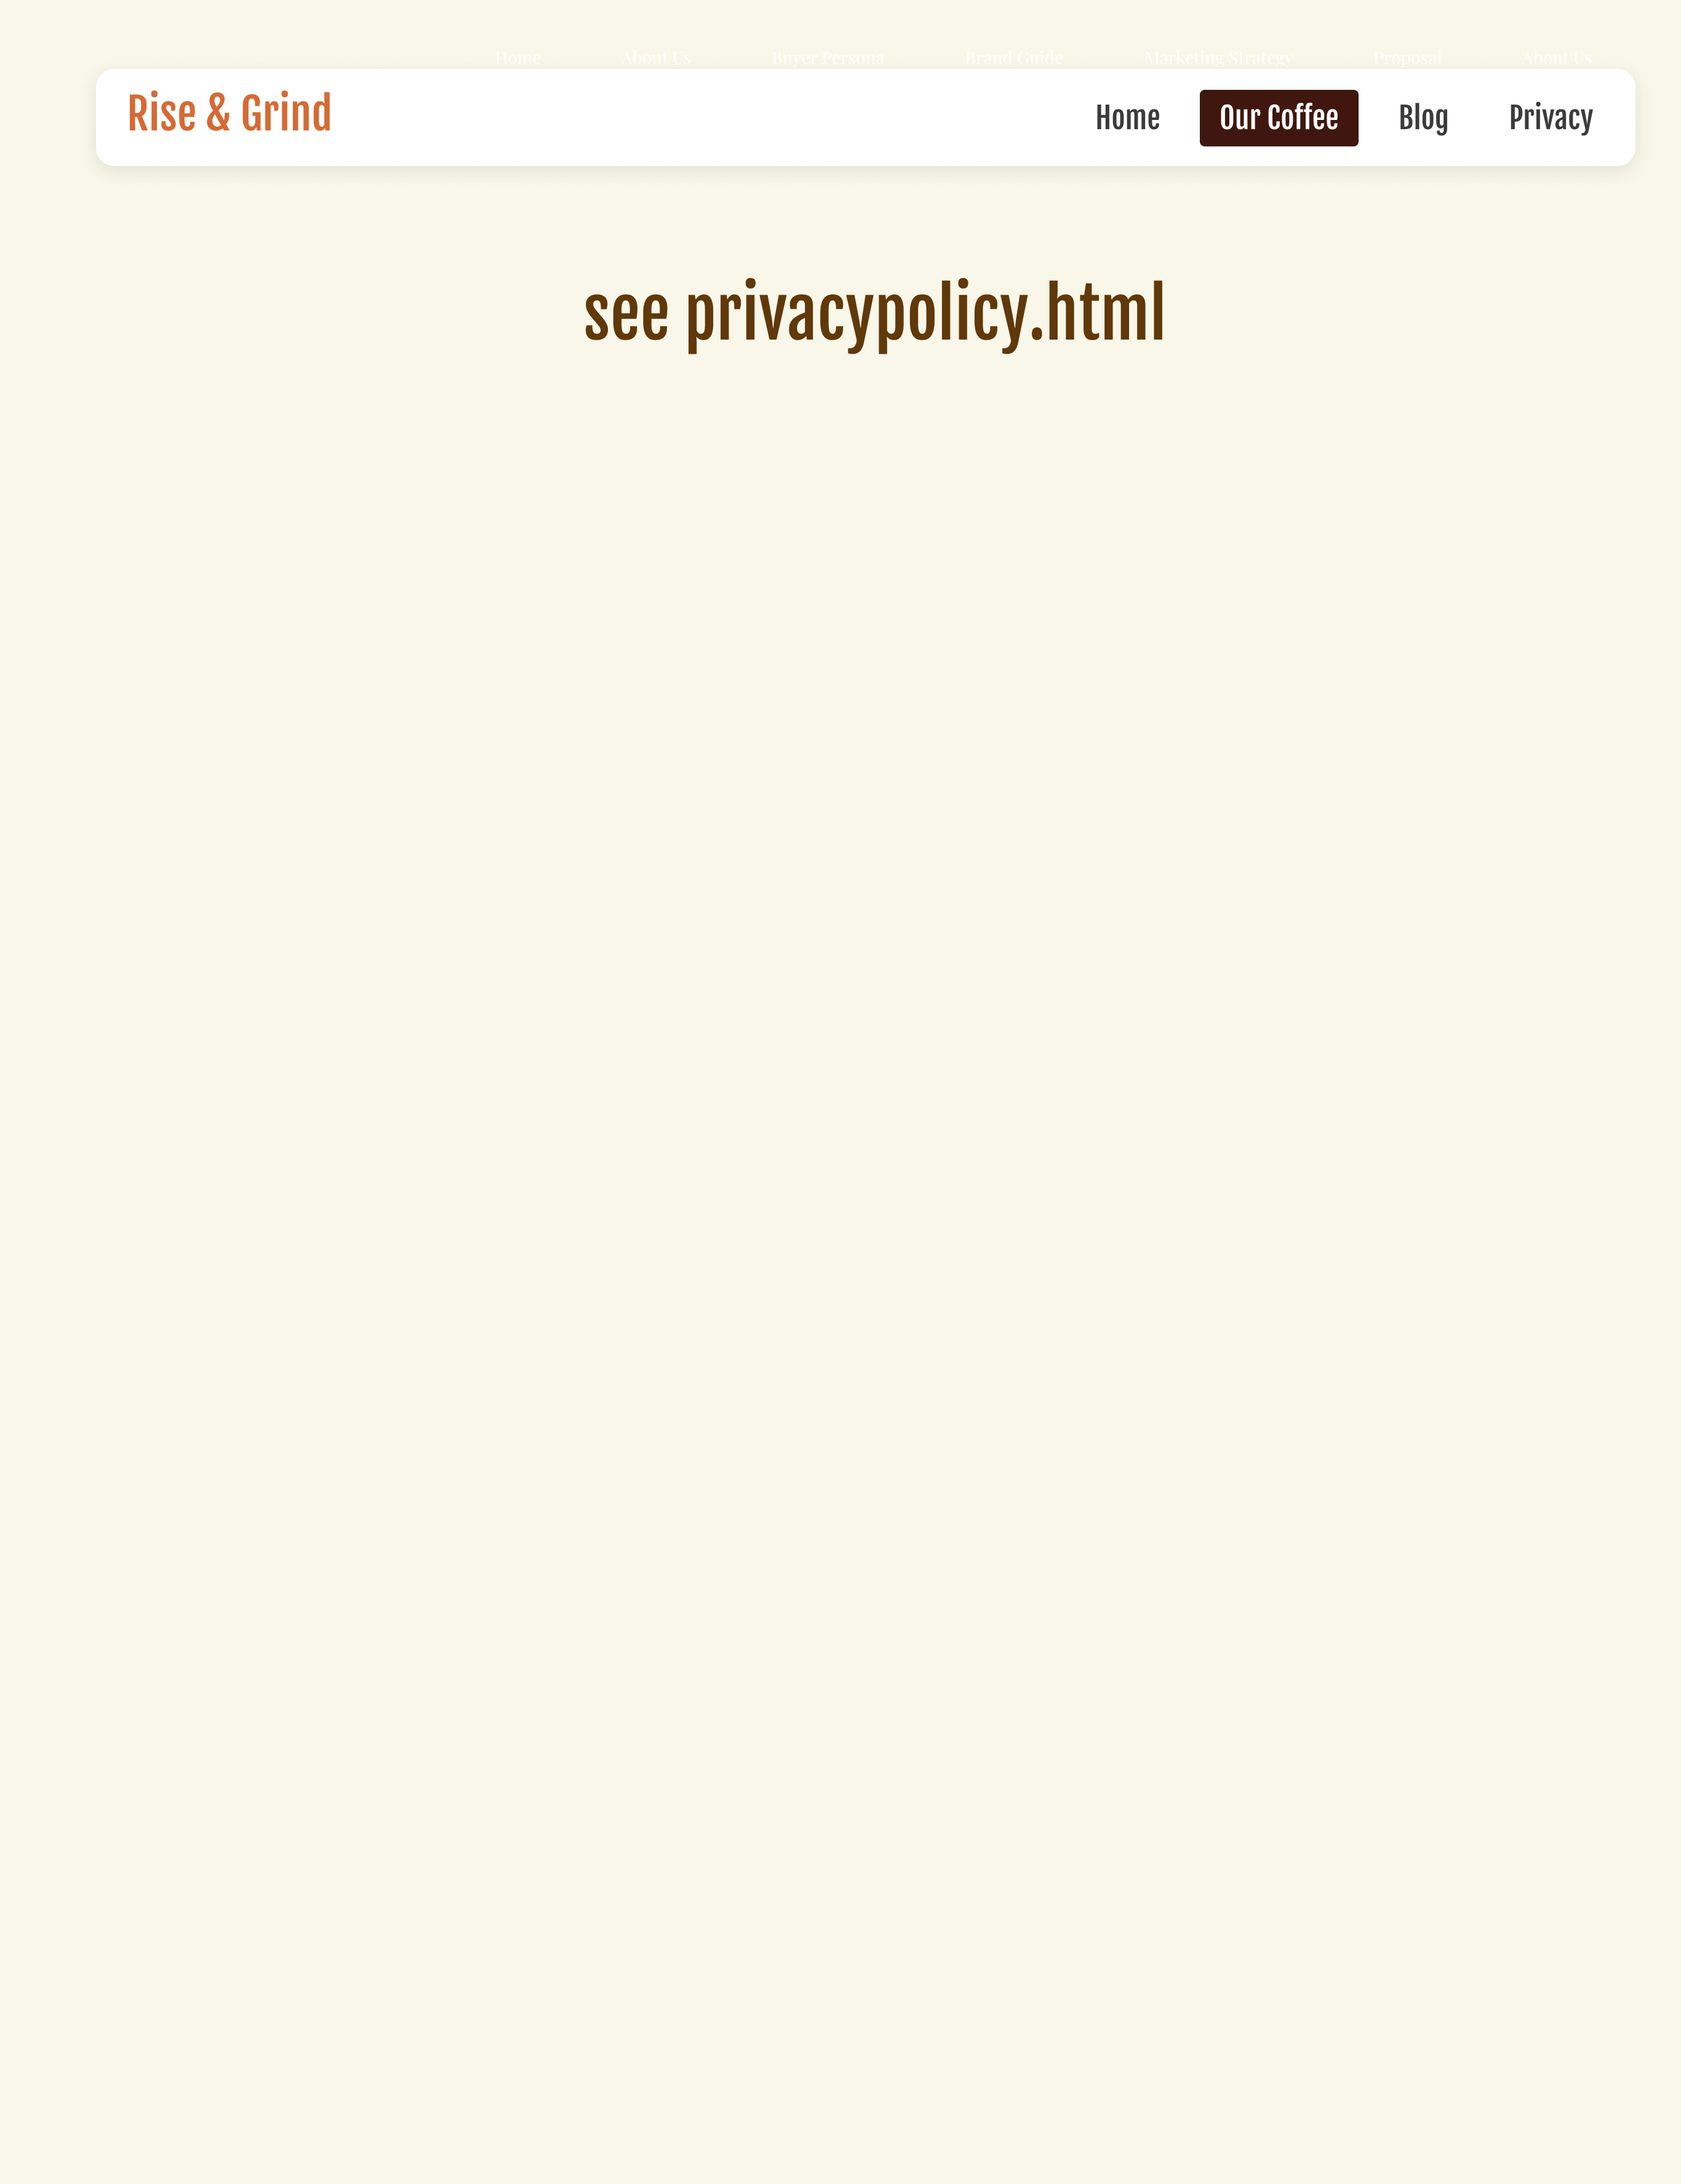 Home About Us Buyer Persona Brand Guide Marketing Strategy Proposal About Us
Rise & Grind Home Our Coffee Blog Privacy
see privacypolicy.html